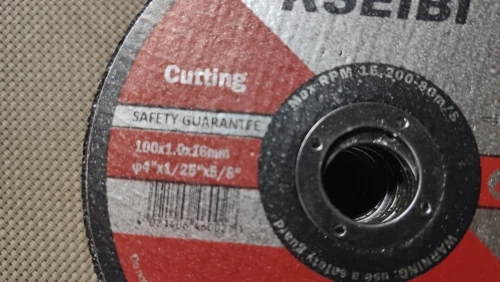 KSEIBI
Cutting
SAFETY GUARANTEE
100x1.0x16mm
φ4"x1/25"x5/8"
Max RPM 15,200-80m/s
WARNING: use a safety guard